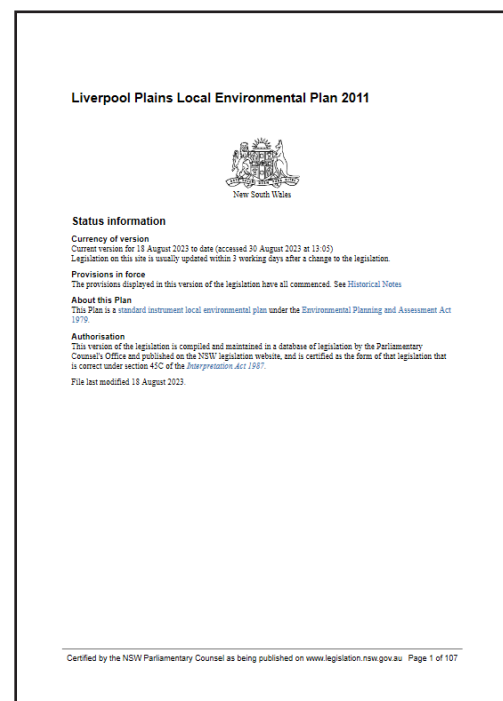 Liverpool Plains Local Environmental Plan 2011
New South Wales
Status information
Currency of version
Current version for 18 August 2023 to date (accessed 30 August 2023 at 13:05)
Legislation on this site is usually updated within 3 working days after a change to the legislation.
Provisions in force
The provisions displayed in this version of the legislation have all commenced. See Historical Notes
About this Plan
This Plan is a standard instrument local environmental plan under the Environmental Planning and Assessment Act
1979.
Authorisation
This version of the legislation is compiled and maintained in a database of legislation by the Parliamentary
Counsel's Office and published on the NSW legislation website, and is certified as the form of that legislation that
is correct under section 45C of the Interpretation Act 1987.
File last modified 18 August 2023.
Certified by the NSW Parliamentary Counsel as being published on www.legislation.nsw.gov.au Page 1 of 107